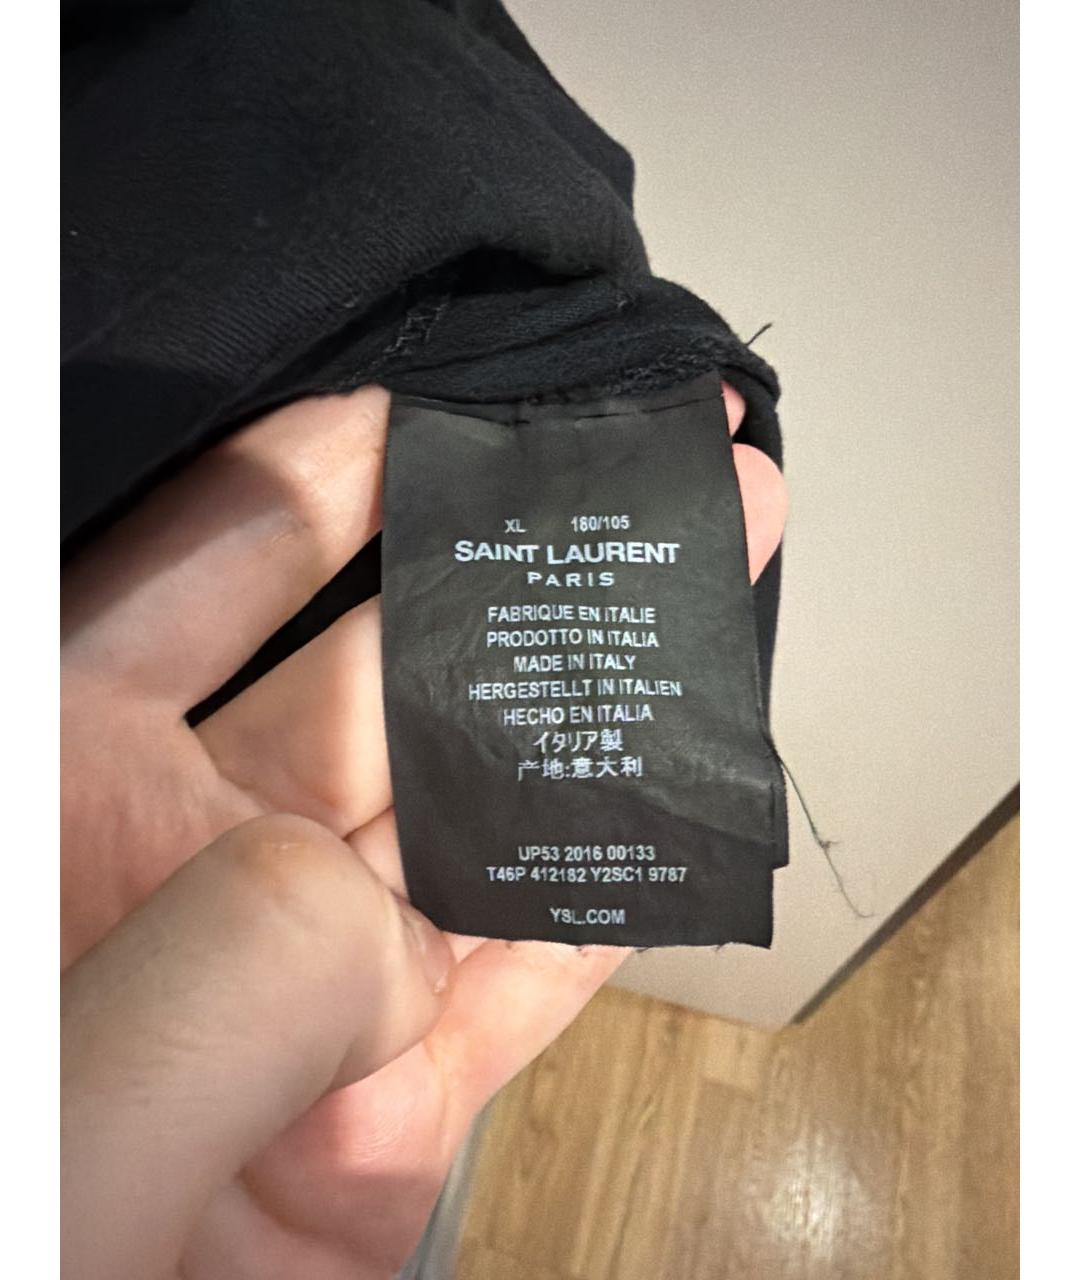 XL 180/105
SAINT LAURENT
PARIS
FABRIQUE EN ITALIE
PRODOTTO IN ITALIA
MADE IN ITALY
HERGESTELLT IN ITALIEN
HECHO EN ITALIA
イタリア製
产地:意大利
UP53 2016 00133
T46P 412182 Y2SC1 9787
YSL.COM